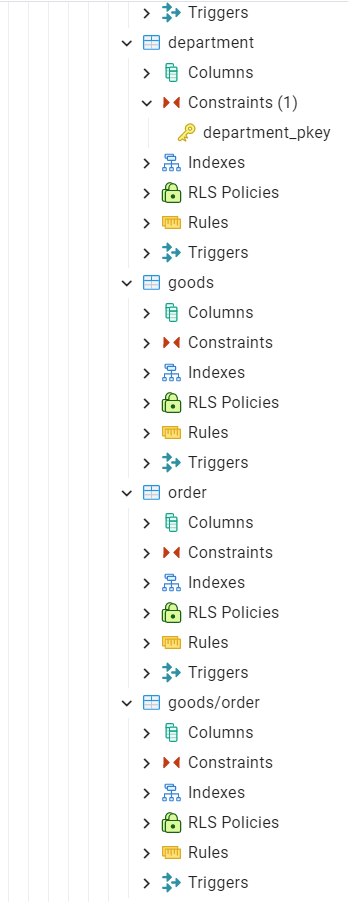 Triggers
department
Columns
Constraints (1)
department_pkey
Indexes
RLS Policies
Rules
Triggers
goods
Columns
Constraints
Indexes
RLS Policies
Rules
Triggers
order
Columns
Constraints
Indexes
RLS Policies
Rules
Triggers
goods/order
Columns
Constraints
Indexes
RLS Policies
Rules
Triggers